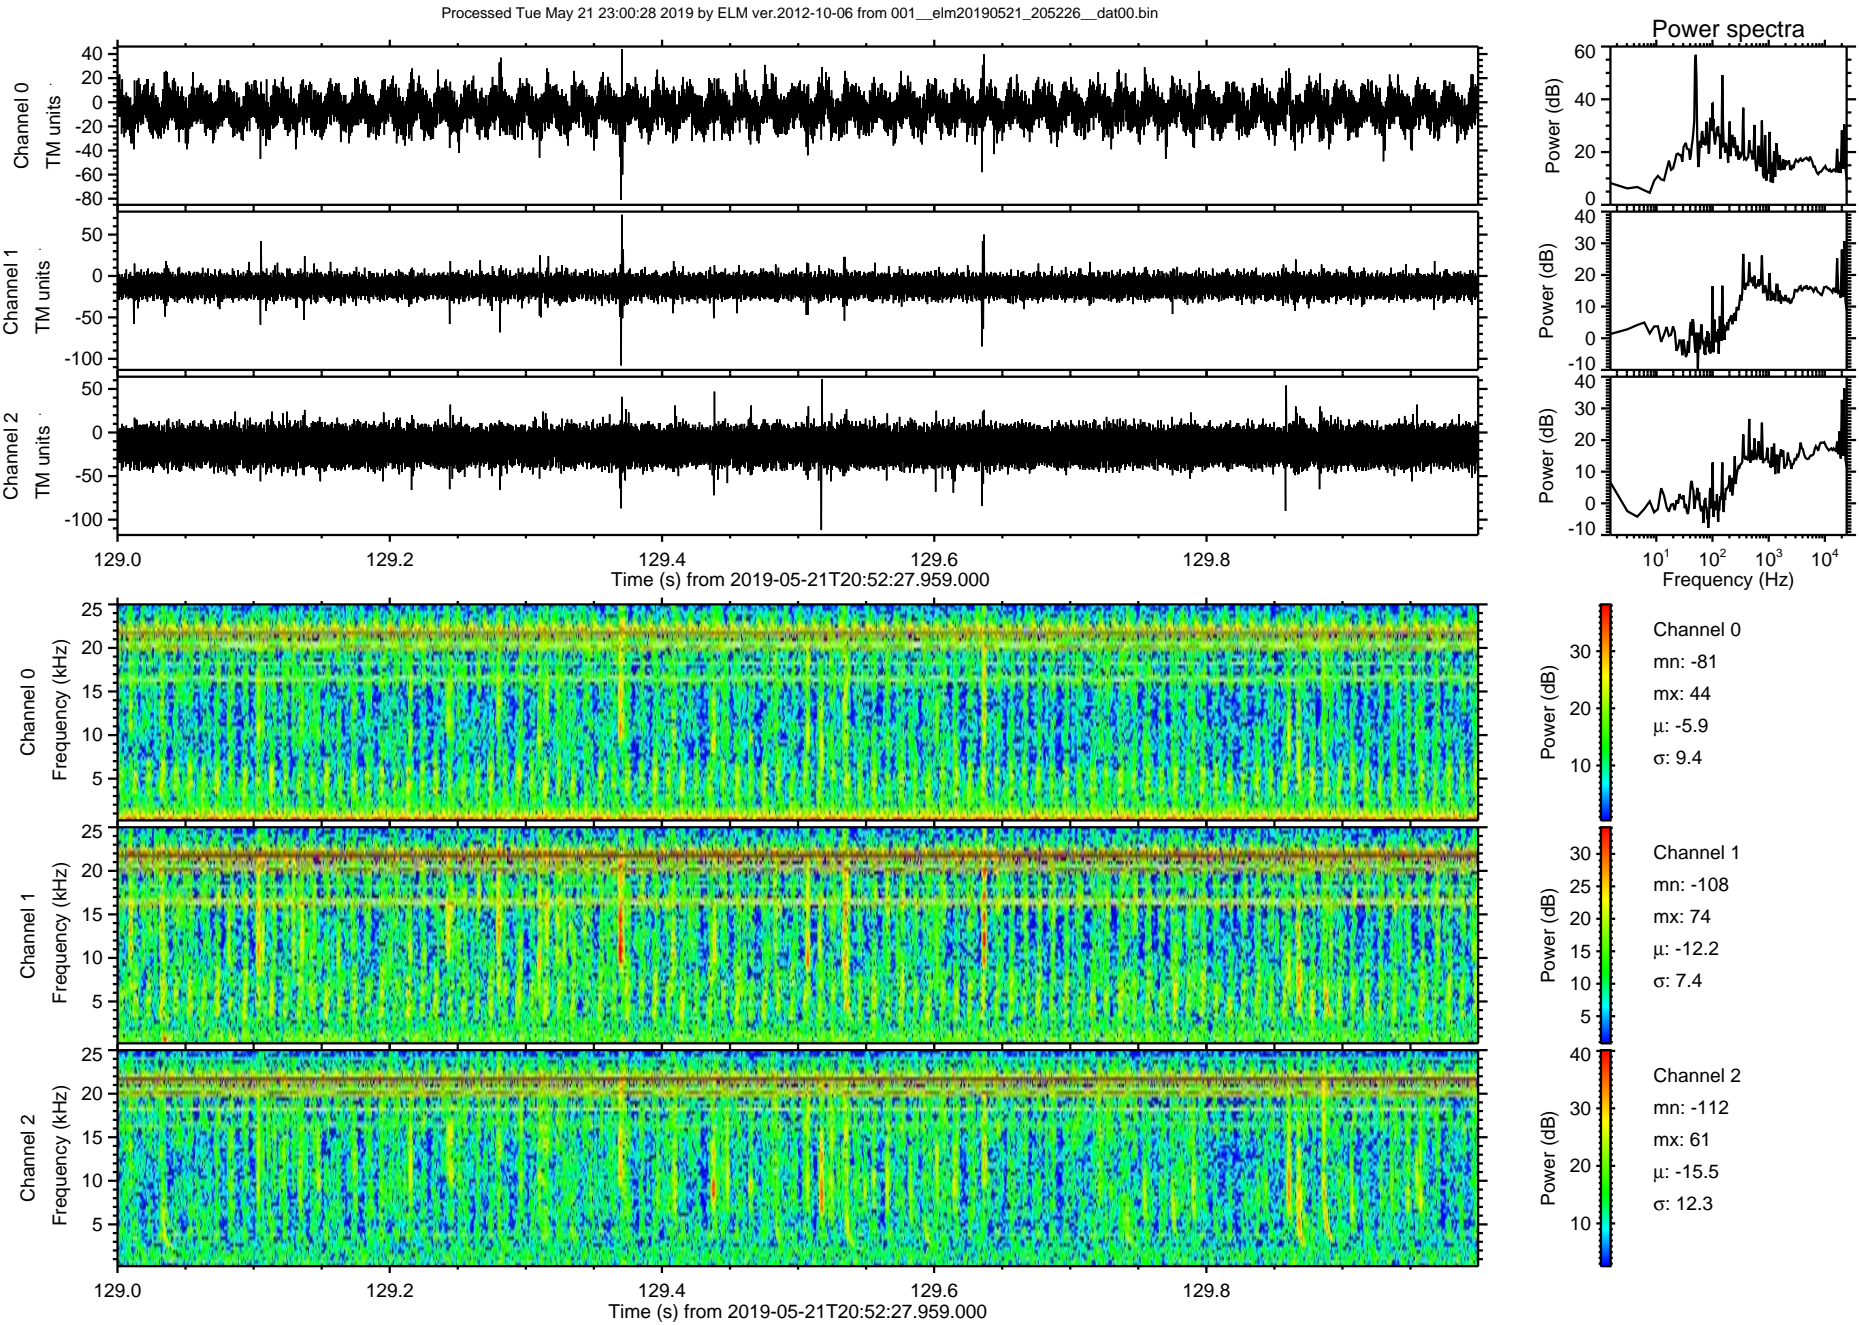 Processed Tue May 21 23:00:28 2019 by ELM ver.2012-10-06 from 001__elm20190521_205226__dat00.bin
Power spectra
Channel 0
TM units
40
20
0
-20
-40
-60
-80
Power (dB)
60
40
20
0
Channel 1
TM units
50
0
-50
-100
Power (dB)
40
30
20
10
0
-10
Channel 2
TM units
50
0
-50
-100
Power (dB)
40
30
20
10
0
-10
129.0 129.2 129.4 129.6 129.8
Time (s) from 2019-05-21T20:52:27.959.000
10¹ 10² 10³ 10⁴
Frequency (Hz)
Channel 0
Frequency (kHz)
25
20
15
10
5
Power (dB)
30
20
10
Channel 0
mn: -81
mx: 44
μ: -5.9
σ: 9.4
Channel 1
Frequency (kHz)
25
20
15
10
5
Power (dB)
30
25
20
15
10
5
Channel 1
mn: -108
mx: 74
μ: -12.2
σ: 7.4
Channel 2
Frequency (kHz)
25
20
15
10
5
Power (dB)
40
30
20
10
Channel 2
mn: -112
mx: 61
μ: -15.5
σ: 12.3
129.0 129.2 129.4 129.6 129.8
Time (s) from 2019-05-21T20:52:27.959.000